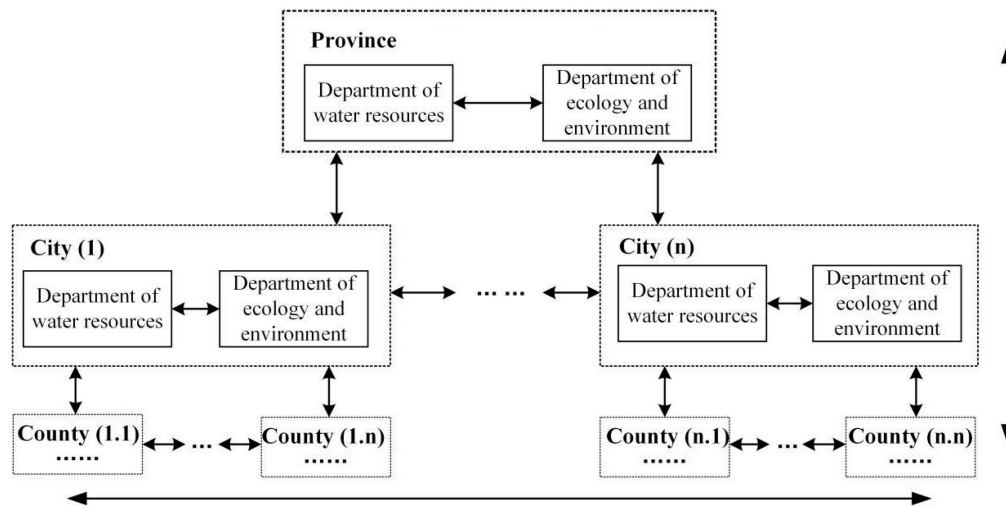 Province
Department of
water resources
Department of
ecology and
environment
City (1)
Department of
water resources
Department of
ecology and
environment
... ...
City (n)
Department of
water resources
Department of
ecology and
environment
County (1.1)
......
...
County (1.n)
......
County (n.1)
......
...
County (n.n)
......